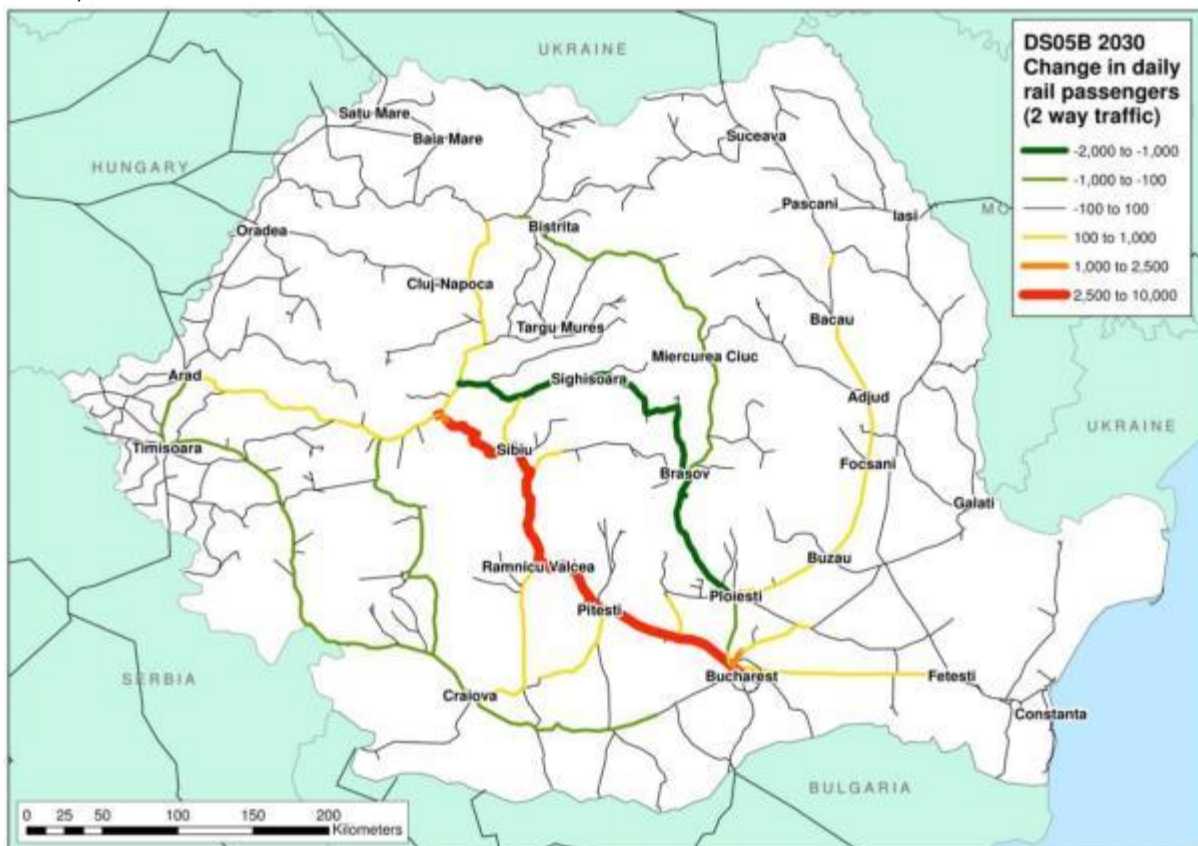 UKRAINE
DS05B 2030
Change in daily
rail passengers
(2 way traffic)
-2,000 to -1,000
-1,000 to -100
-100 to 100
100 to 1,000
1,000 to 2,500
2,500 to 10,000
Satu Mare
Baia Mare
Suceava
HUNGARY
Pascani
Iasi
MO
Oradea
Bistrita
Cluj-Napoca
Targu Mures
Bacau
Miercurea Ciuc
Arad
Sighisoara
Adjud
UKRAINE
Timisoara
Sibiu
Focsani
Brasov
Galati
Ramnicu Valcea
Buzau
Pitesti
Ploiesti
SERBIA
Bucharest
Fetesti
Craiova
Constanta
BULGARIA
0 25 50 100 150 200
Kilometers